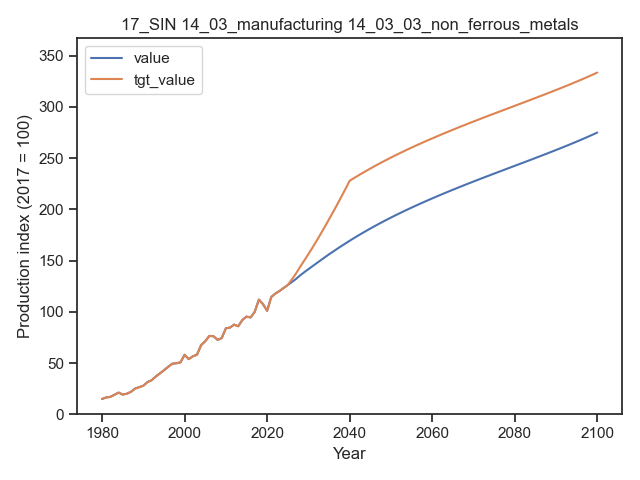 17_SIN 14_03_manufacturing 14_03_03_non_ferrous_metals
value
tgt_value
Production index (2017 = 100)
350
300
250
200
150
100
50
0
1980 2000 2020 2040 2060 2080 2100
Year